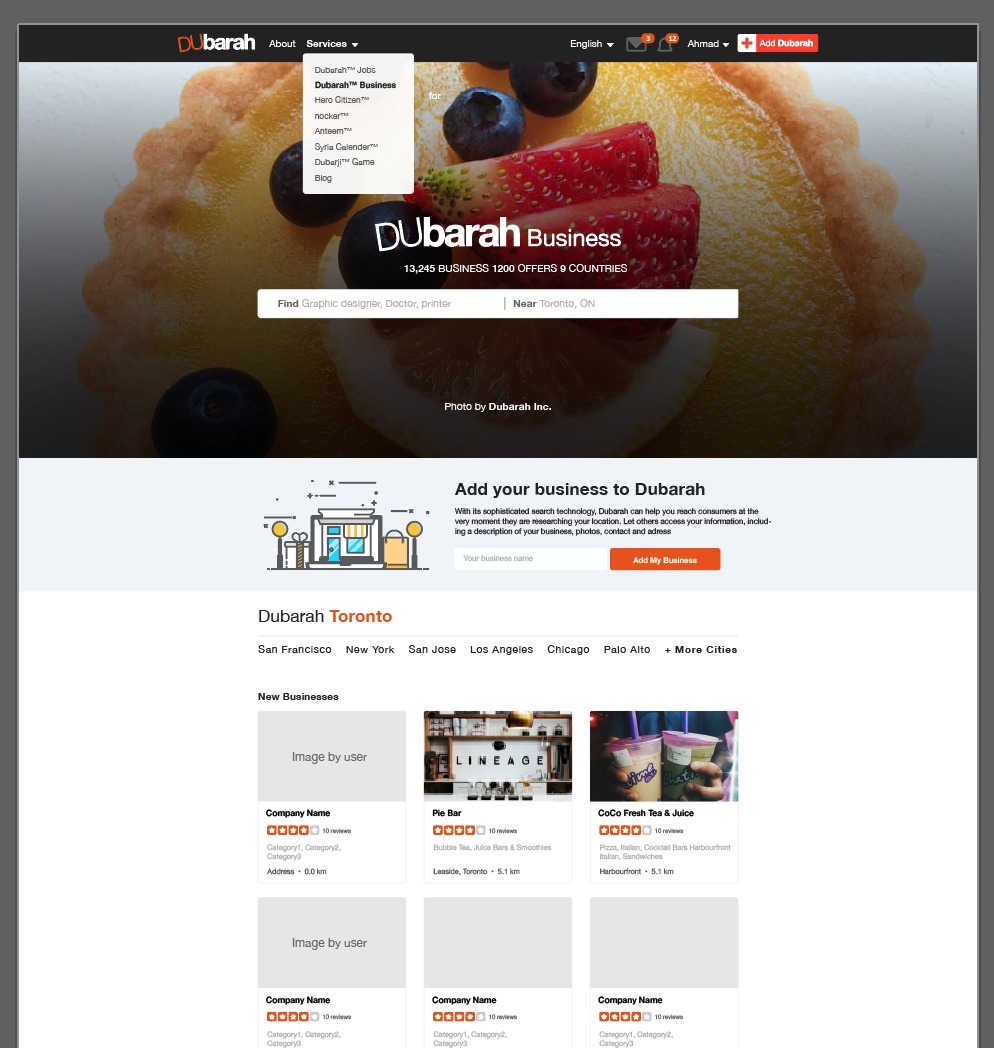 DUbarah About Services English 3 12 Ahmad Add Dubarah
Dubarah™ Jobs
Dubarah™ Business
for
Hero Citizen™
nocker™
Anteem™
Syria Calender™
Dubarji™ Game
Blog
DUbarah Business
13,245 BUSINESS 1200 OFFERS 9 COUNTRIES
Find Graphic designer, Doctor, printer | Near Toronto, ON
Photo by Dubarah Inc.
Add your business to Dubarah
With its sophisticated search technology, Dubarah can help you reach consumers at the
very moment they are researching your location. Let others access your information, includ-
ing a description of your business, photos, contact and adress
Your business name Add My Business
Dubarah Toronto
San Francisco New York San Jose Los Angeles Chicago Palo Alto + More Cities
New Businesses
Image by user
LINEAGE
Company Name
10 reviews
Category1, Category2,
Category3
Address • 0.0 km
Pie Bar
10 reviews
Bubble Tea, Juice Bars & Smoothies
Leaside, Toronto • 5.1 km
CoCo Fresh Tea & Juice
10 reviews
Pizza, Italian, Cocktail Bars Harbourfront
Italian, Sandwiches
Harbourfront • 5.1 km
Image by user
Company Name
10 reviews
Category1, Category2,
Category3
Company Name
10 reviews
Category1, Category2,
Category3
Company Name
10 reviews
Category1, Category2,
Category3